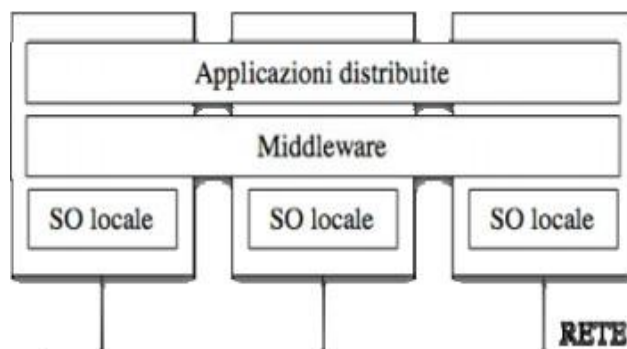 Applicazioni distribuite
Middleware
SO locale SO locale SO locale
RETE